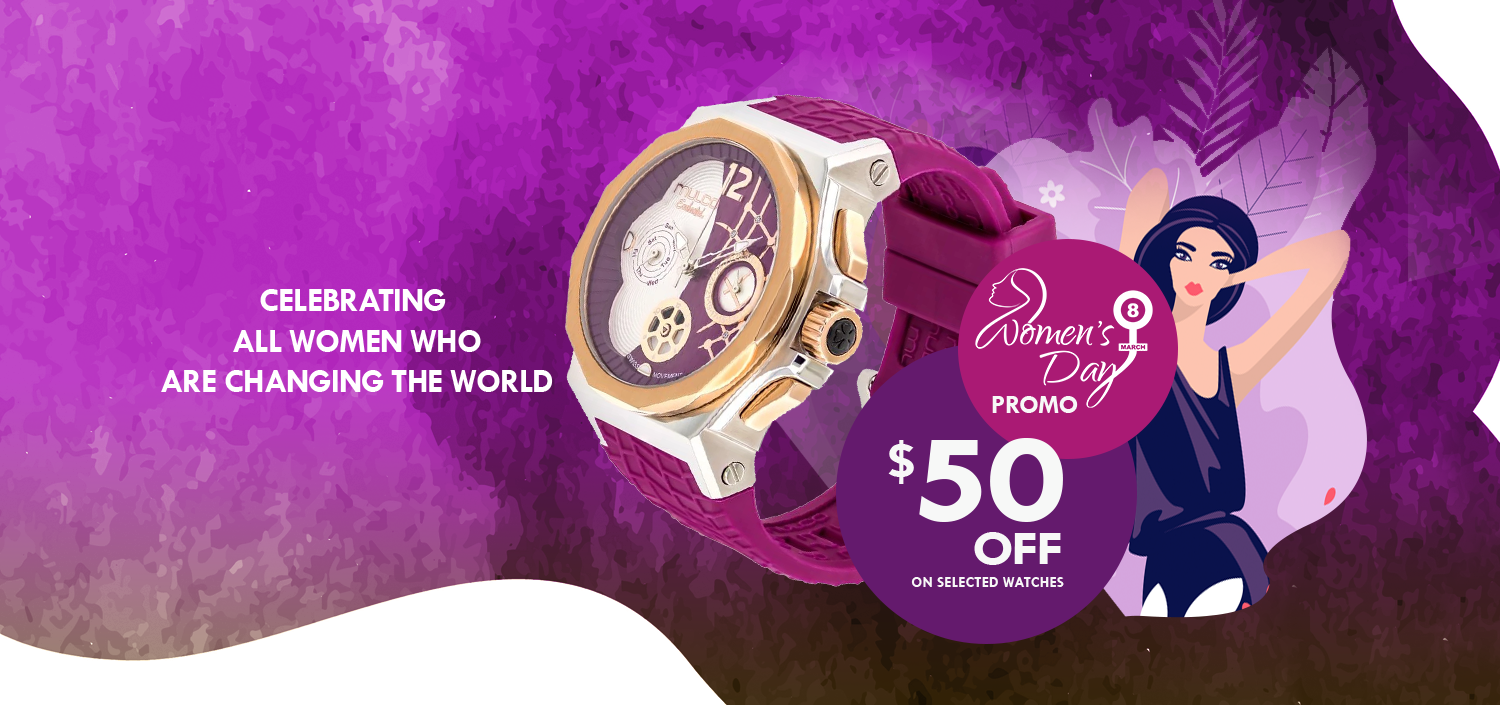 CELEBRATING
ALL WOMEN WHO
ARE CHANGING THE WORLD
12
MULCO
Women's
Day
8
MARCH
PROMO
$50
OFF
ON SELECTED WATCHES